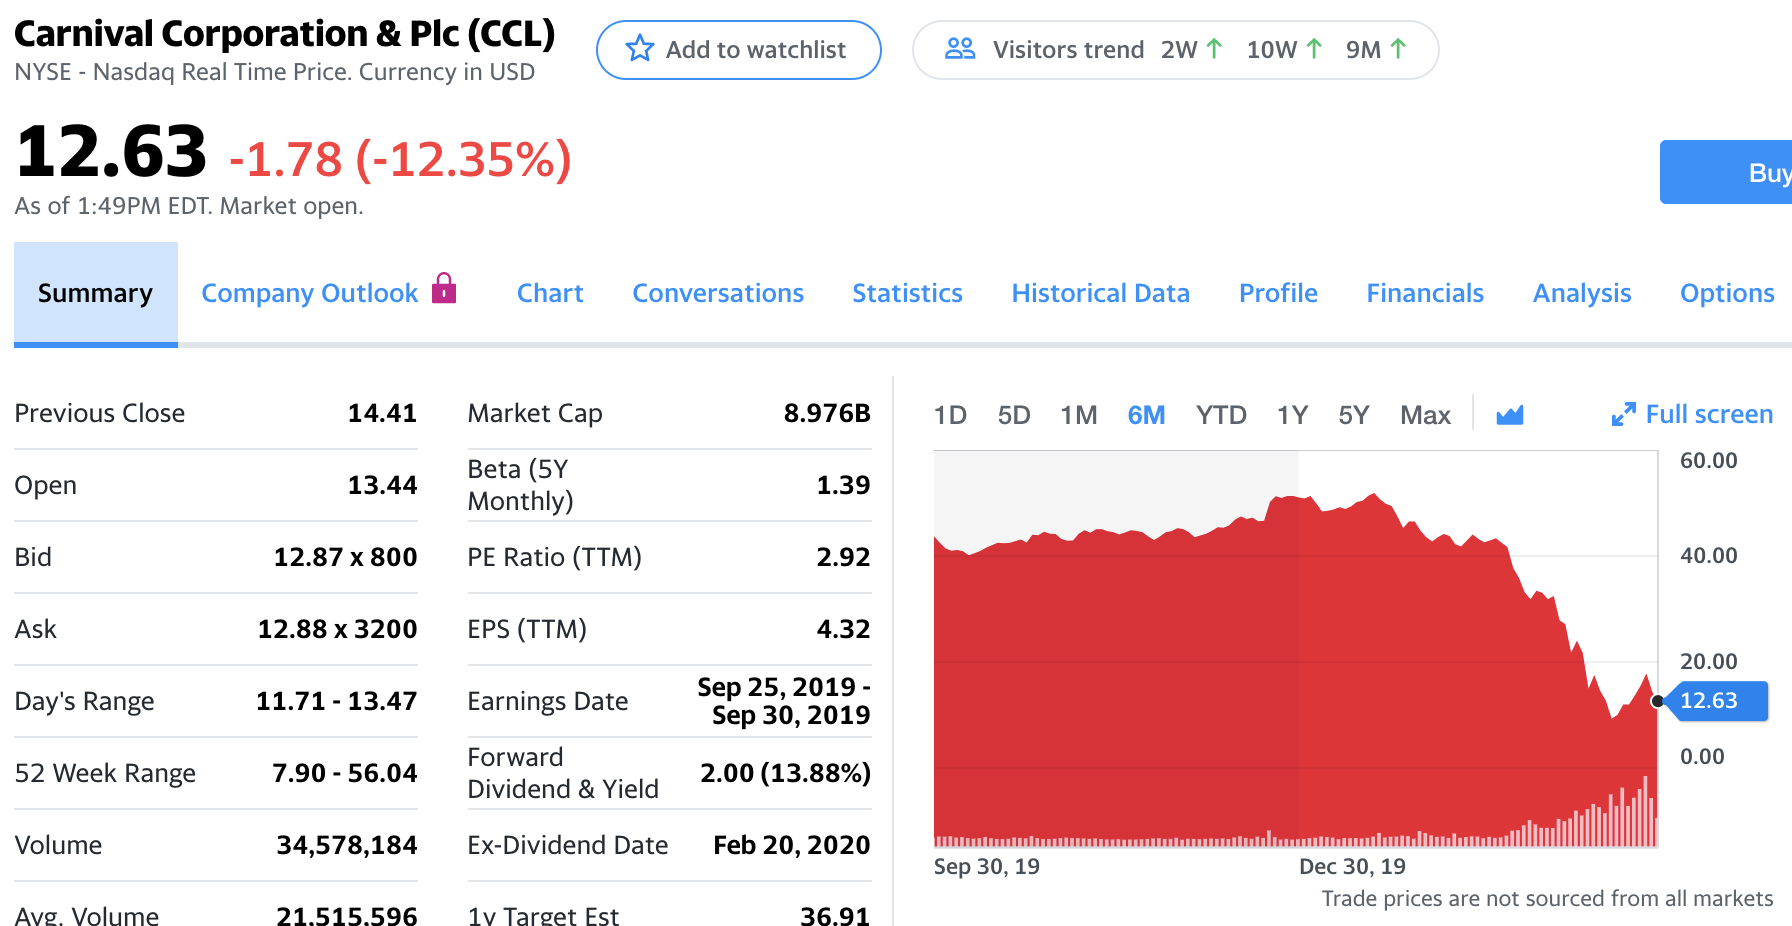 Carnival Corporation & Plc (CCL)
NYSE - Nasdaq Real Time Price. Currency in USD
Add to watchlist
Visitors trend 2W ↑ 10W ↑ 9M ↑
12.63 -1.78 (-12.35%)
As of 1:49PM EDT. Market open.
Buy
Summary Company Outlook Chart Conversations Statistics Historical Data Profile Financials Analysis Options
Previous Close 14.41
Open 13.44
Bid 12.87 x 800
Ask 12.88 x 3200
Day's Range 11.71 - 13.47
52 Week Range 7.90 - 56.04
Volume 34,578,184
Avg. Volume 21,515,596
Market Cap 8.976B
Beta (5Y
Monthly) 1.39
PE Ratio (TTM) 2.92
EPS (TTM) 4.32
Earnings Date Sep 25, 2019 -
Sep 30, 2019
Forward
Dividend & Yield 2.00 (13.88%)
Ex-Dividend Date Feb 20, 2020
1y Target Est 36.91
1D 5D 1M 6M YTD 1Y 5Y Max Full screen
60.00
40.00
20.00
12.63
0.00
Sep 30, 19 Dec 30, 19
Trade prices are not sourced from all markets